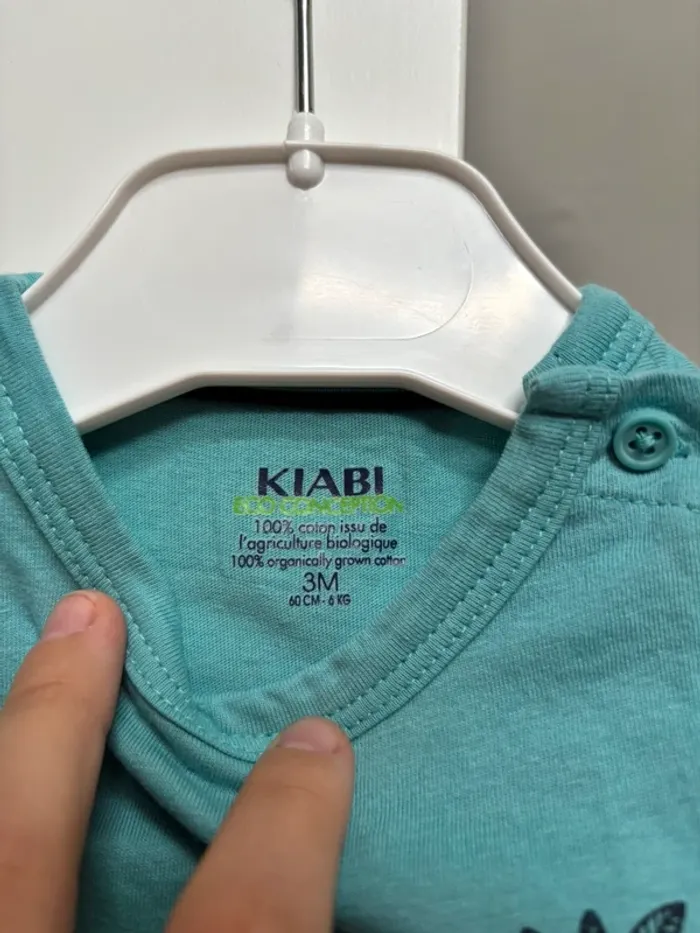 KIABI
ECO CONCEPTION
100% coton issu de
l'agriculture biologique
100% organically grown cotton
3M
60 CM - 6 KG